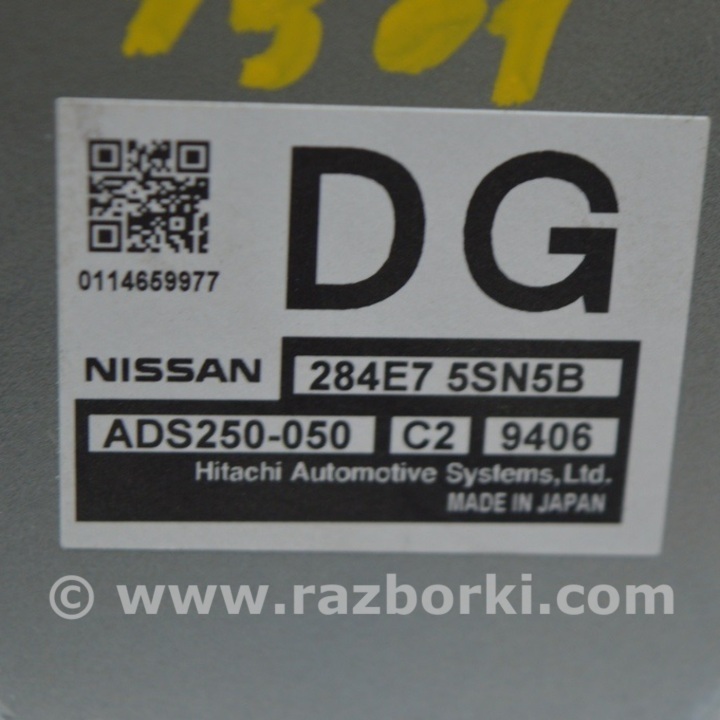 DG
0114659977
NISSAN 284E7 5SN5B
ADS250-050 C2 9406
Hitachi Automotive Systems,Ltd.
MADE IN JAPAN
© www.razborki.com